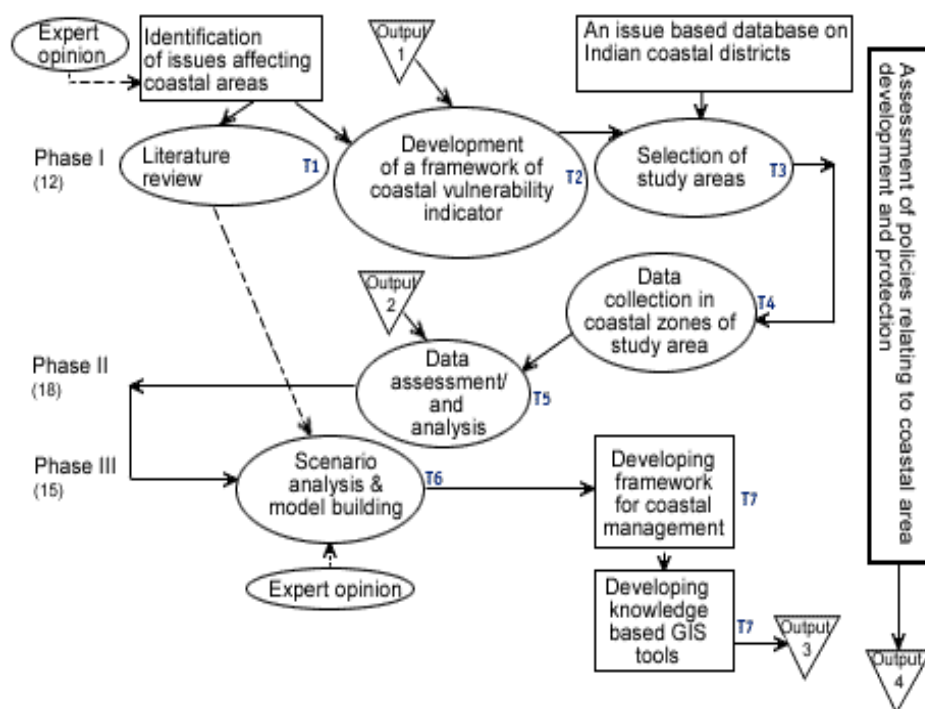 Expert
opinion
Identification
of issues affecting
coastal areas
Output
1
An issue based database on
Indian coastal districts
Assessment of policies relating to coastal area
development and protection
Phase I
(12)
Literature
review
T1
Development
of a framework of
coastal vulnerability
indicator
T2
Selection of
study areas
T3
Output
2
Data
collection in
coastal zones of
study area
T4
Phase II
(18)
Data
assessment/
and
analysis
T5
Phase III
(15)
Scenario
analysis &
model building
T6
Developing
framework
for coastal
management
T7
Expert opinion
Developing
knowledge
based GIS
tools
T7
Output
3
Output
4